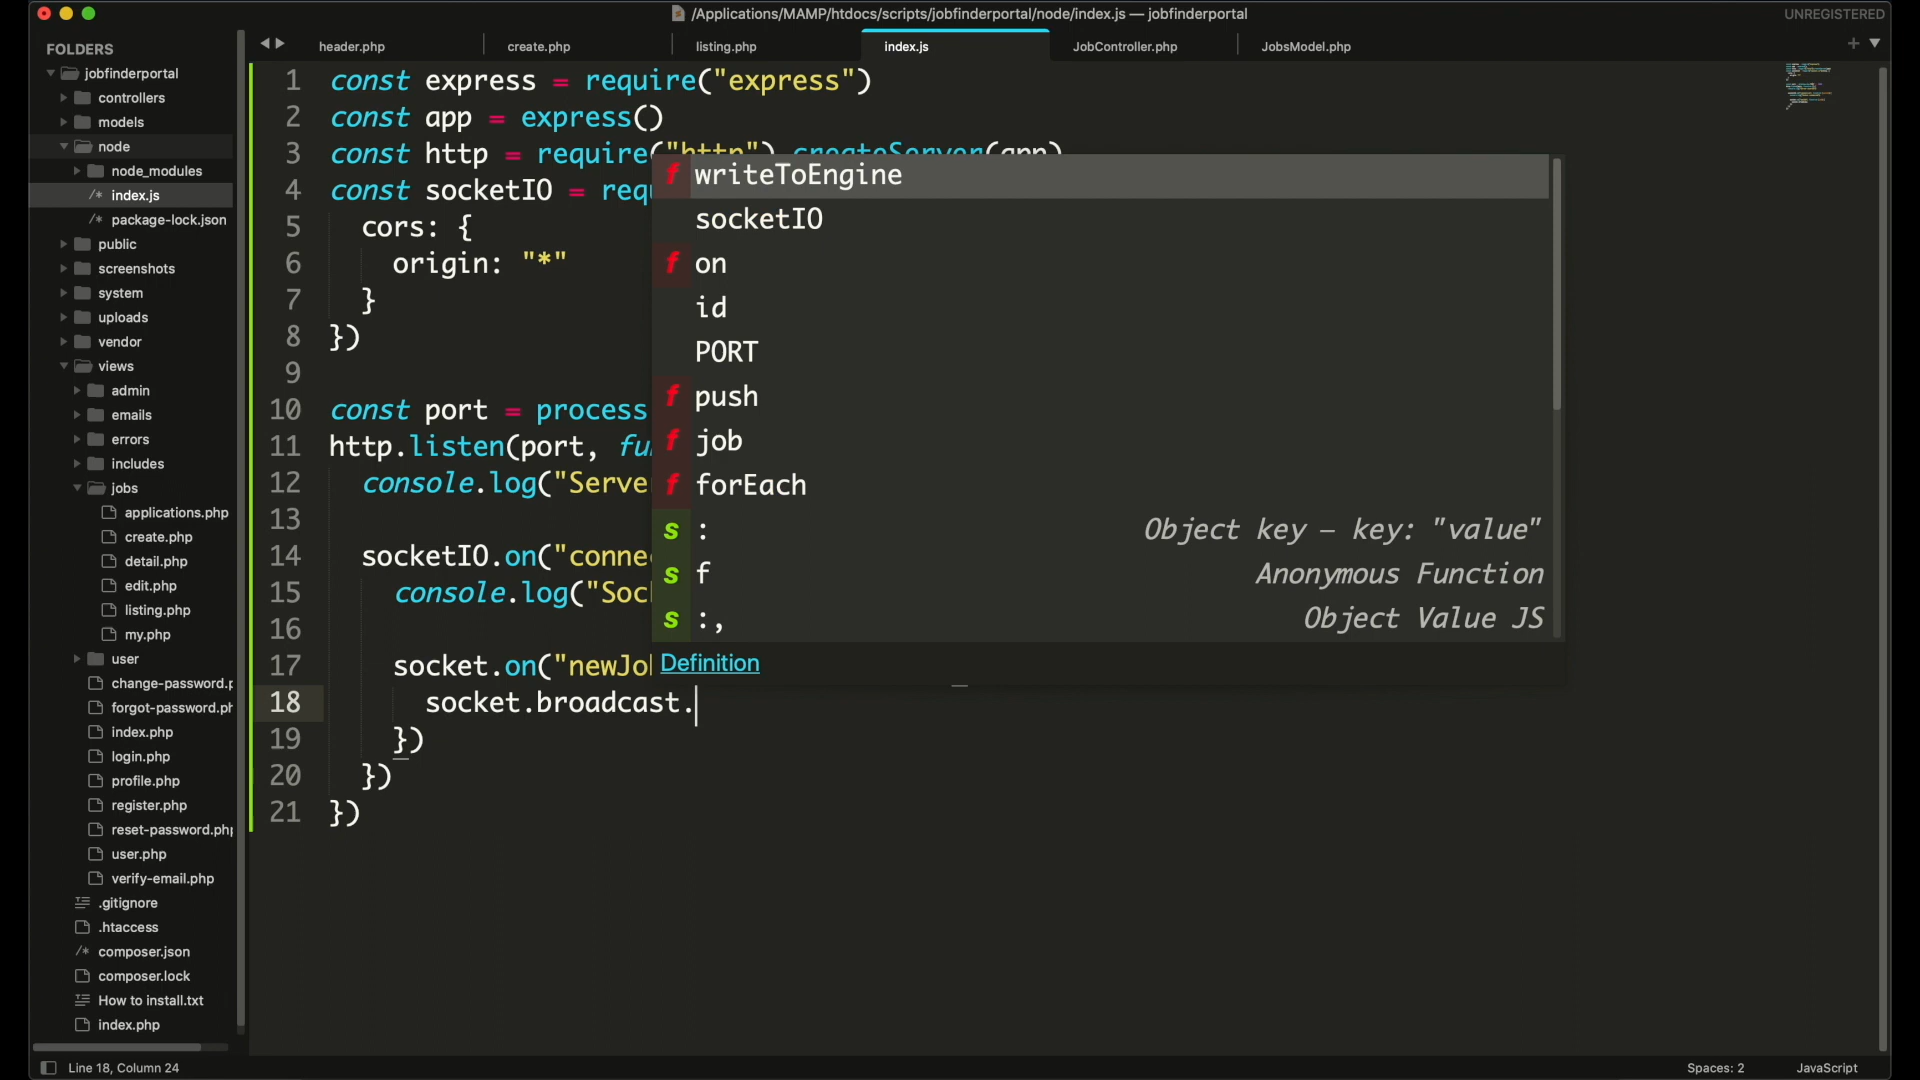 /Applications/MAMP/htdocs/scripts/jobfinderportal/node/index.js — jobfinderportal
UNREGISTERED
FOLDERS
jobfinderportal
controllers
models
node
node_modules
/* index.js
/* package-lock.json
public
screenshots
system
uploads
vendor
views
admin
emails
errors
includes
jobs
applications.php
create.php
detail.php
edit.php
listing.php
my.php
user
change-password.p
forgot-password.ph
index.php
login.php
profile.php
register.php
reset-password.php
user.php
verify-email.php
.gitignore
.htaccess
/* composer.json
composer.lock
How to install.txt
index.php
header.php
create.php
listing.php
index.js
JobController.php
JobsModel.php
1 const express = require("express")
2 const app = express()
3 const http = require("http").createServer(app)
4 const socketIO = requ
5 cors: {
6 origin: "*"
7 }
8 })
9
10 const port = process
11 http.listen(port, fu
12 console.log("Serve
13
14 socketIO.on("conne
15 console.log("Soc
16
17 socket.on("newJo
18 socket.broadcast.
19 })
20 })
21 })
f writeToEngine
socketIO
f on
id
PORT
f push
f job
f forEach
s : Object key – key: "value"
s f Anonymous Function
s :, Object Value JS
Definition
Line 18, Column 24
Spaces: 2
JavaScript